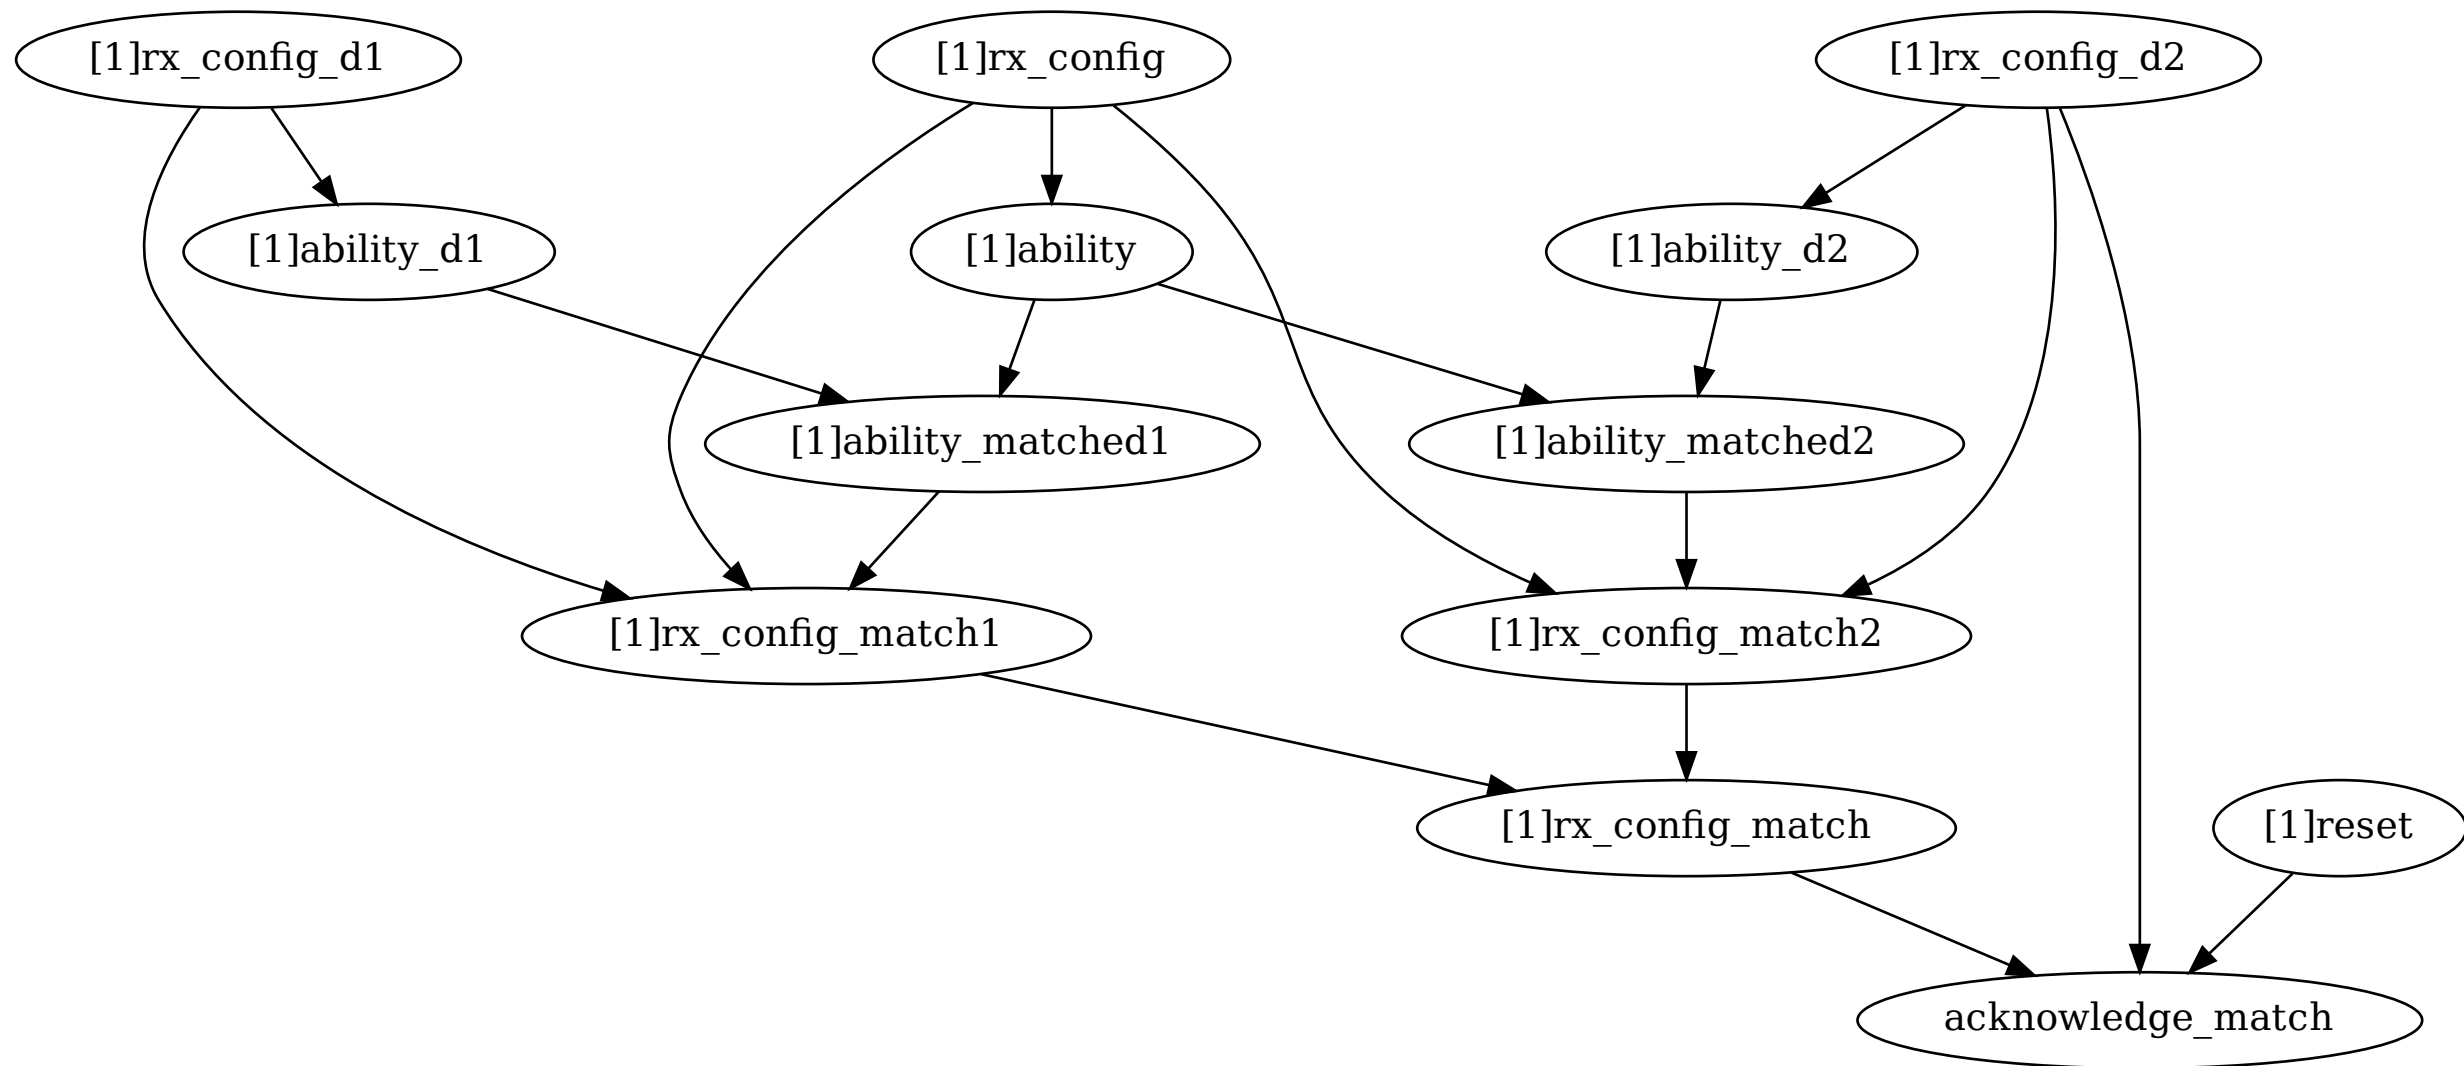 [1]rx_config_d1
[1]rx_config
[1]rx_config_d2
[1]ability_d1
[1]ability
[1]ability_d2
[1]ability_matched1
[1]ability_matched2
[1]rx_config_match1
[1]rx_config_match2
[1]rx_config_match
[1]reset
acknowledge_match